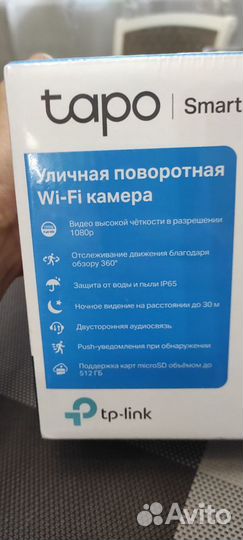 tapo | Smart
Уличная поворотная
Wi-Fi камера
Видео высокой чёткости в разрешении
1080p
Отслеживание движения благодаря
обзору 360°
Защита от воды и пыли IP65
Ночное видение на расстоянии до 30 м
Двусторонняя аудиосвязь
Push-уведомления при обнаружении
Поддержка карт microSD объёмом до
512 ГБ
tp-link
Avito